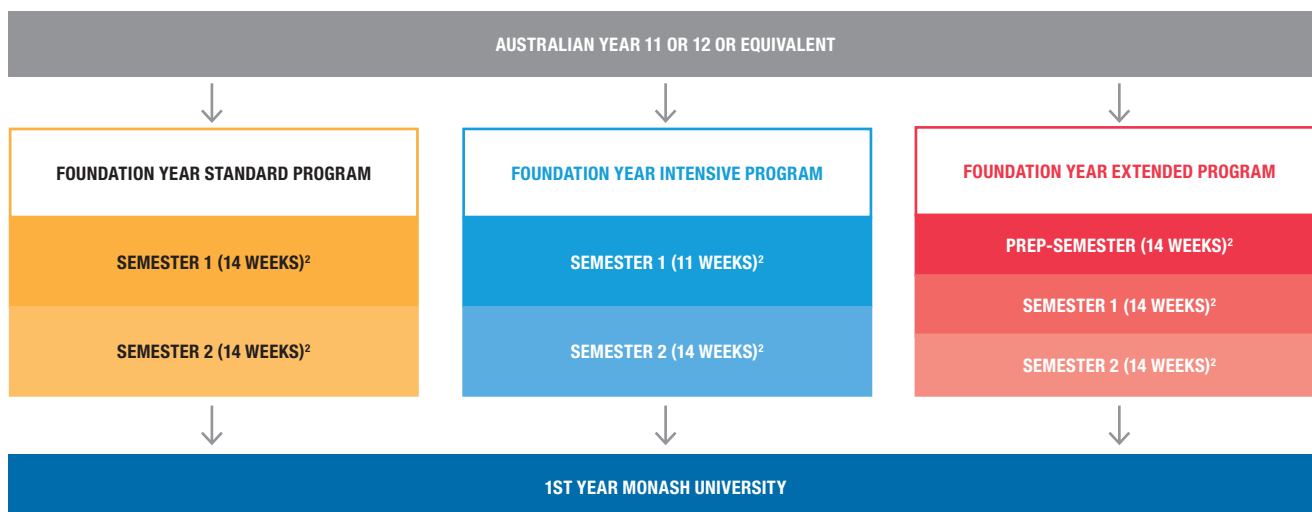 AUSTRALIAN YEAR 11 OR 12 OR EQUIVALENT
FOUNDATION YEAR STANDARD PROGRAM
SEMESTER 1 (14 WEEKS)²
SEMESTER 2 (14 WEEKS)²
FOUNDATION YEAR INTENSIVE PROGRAM
SEMESTER 1 (11 WEEKS)²
SEMESTER 2 (14 WEEKS)²
FOUNDATION YEAR EXTENDED PROGRAM
PREP-SEMESTER (14 WEEKS)²
SEMESTER 1 (14 WEEKS)²
SEMESTER 2 (14 WEEKS)²
1ST YEAR MONASH UNIVERSITY